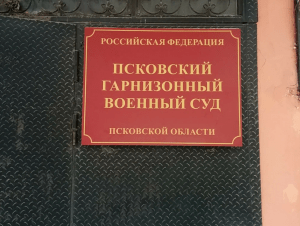 РОССИЙСКАЯ ФЕДЕРАЦИЯ
ПСКОВСКИЙ
ГАРНИЗОННЫЙ
ВОЕННЫЙ СУД
ПСКОВСКОЙ ОБЛАСТИ